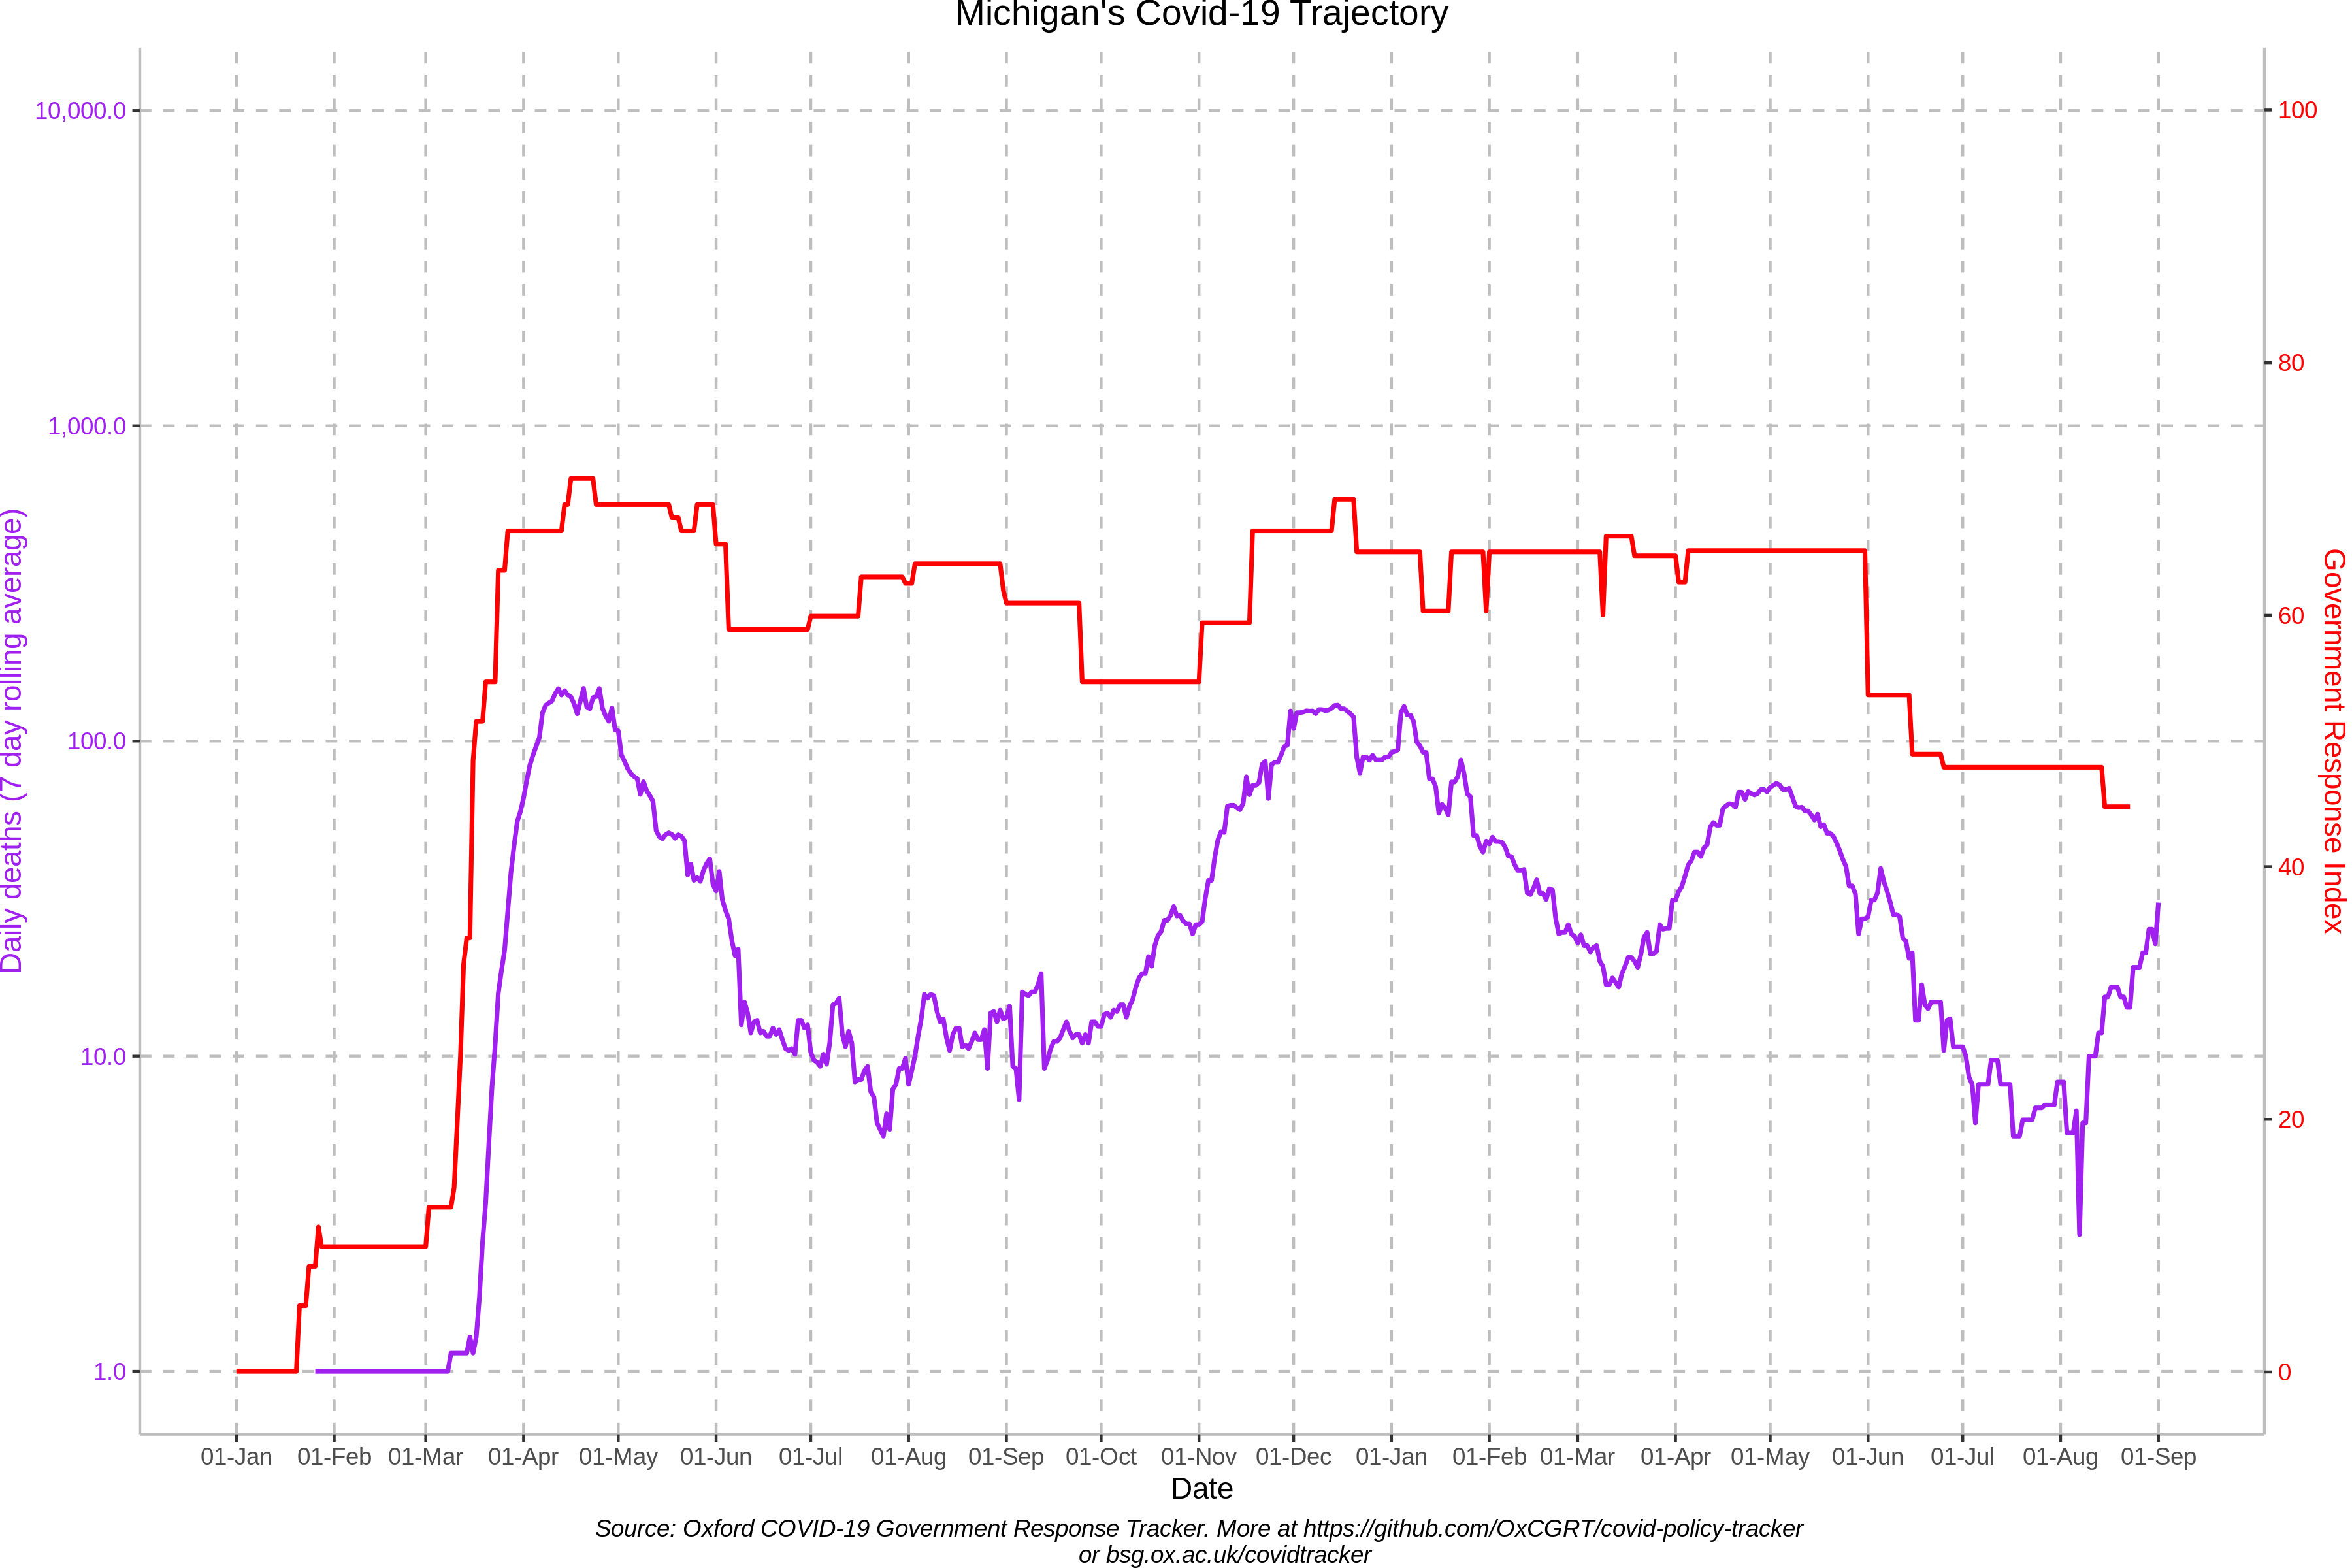 Michigan's Covid-19 Trajectory
10,000.0
1,000.0
100.0
10.0
1.0
Daily deaths (7 day rolling average)
100
80
60
40
20
0
Government Response Index
01-Jan 01-Feb 01-Mar 01-Apr 01-May 01-Jun 01-Jul 01-Aug 01-Sep 01-Oct 01-Nov 01-Dec 01-Jan 01-Feb 01-Mar 01-Apr 01-May 01-Jun 01-Jul 01-Aug 01-Sep
Date
Source: Oxford COVID-19 Government Response Tracker. More at https://github.com/OxCGRT/covid-policy-tracker
or bsg.ox.ac.uk/covidtracker